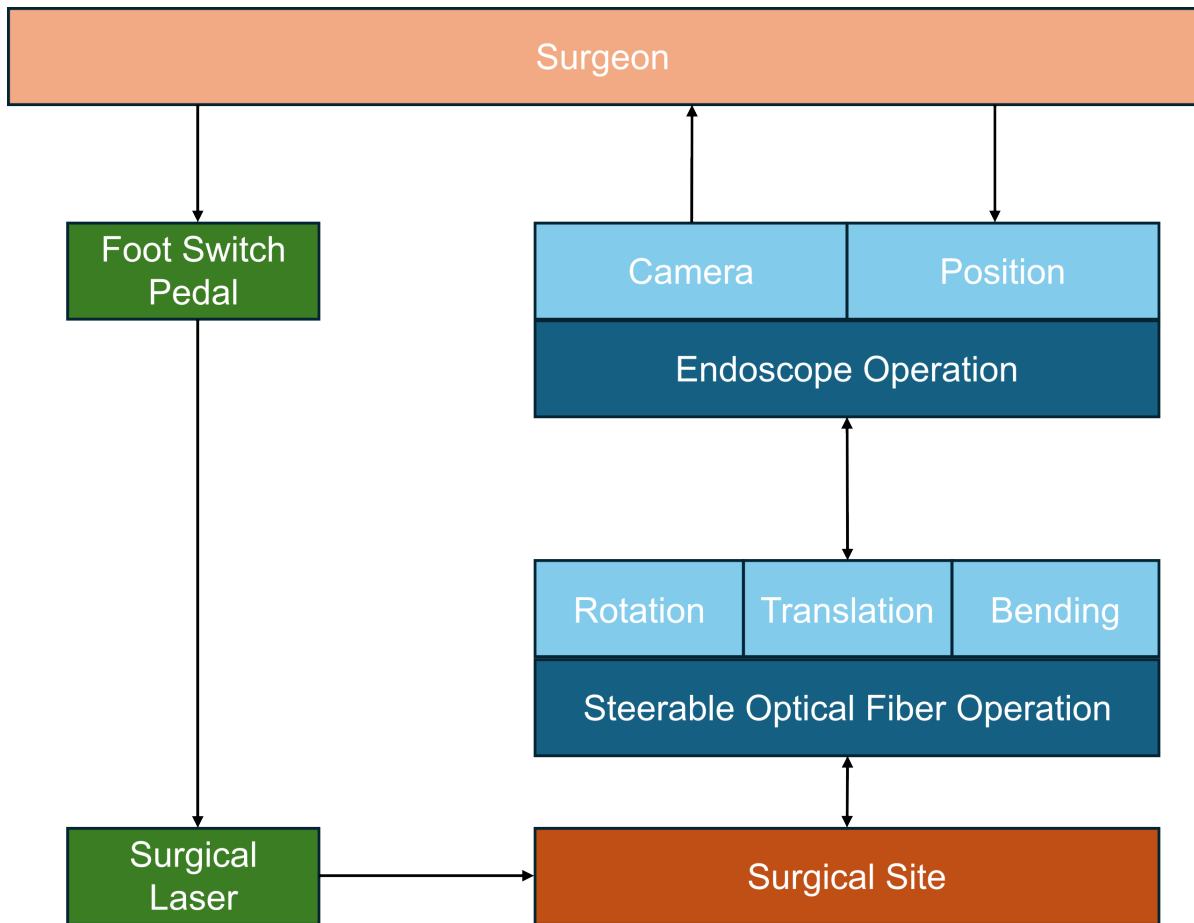 Surgeon
Foot Switch
Pedal
Camera
Position
Endoscope Operation
Rotation
Translation
Bending
Steerable Optical Fiber Operation
Surgical
Laser
Surgical Site